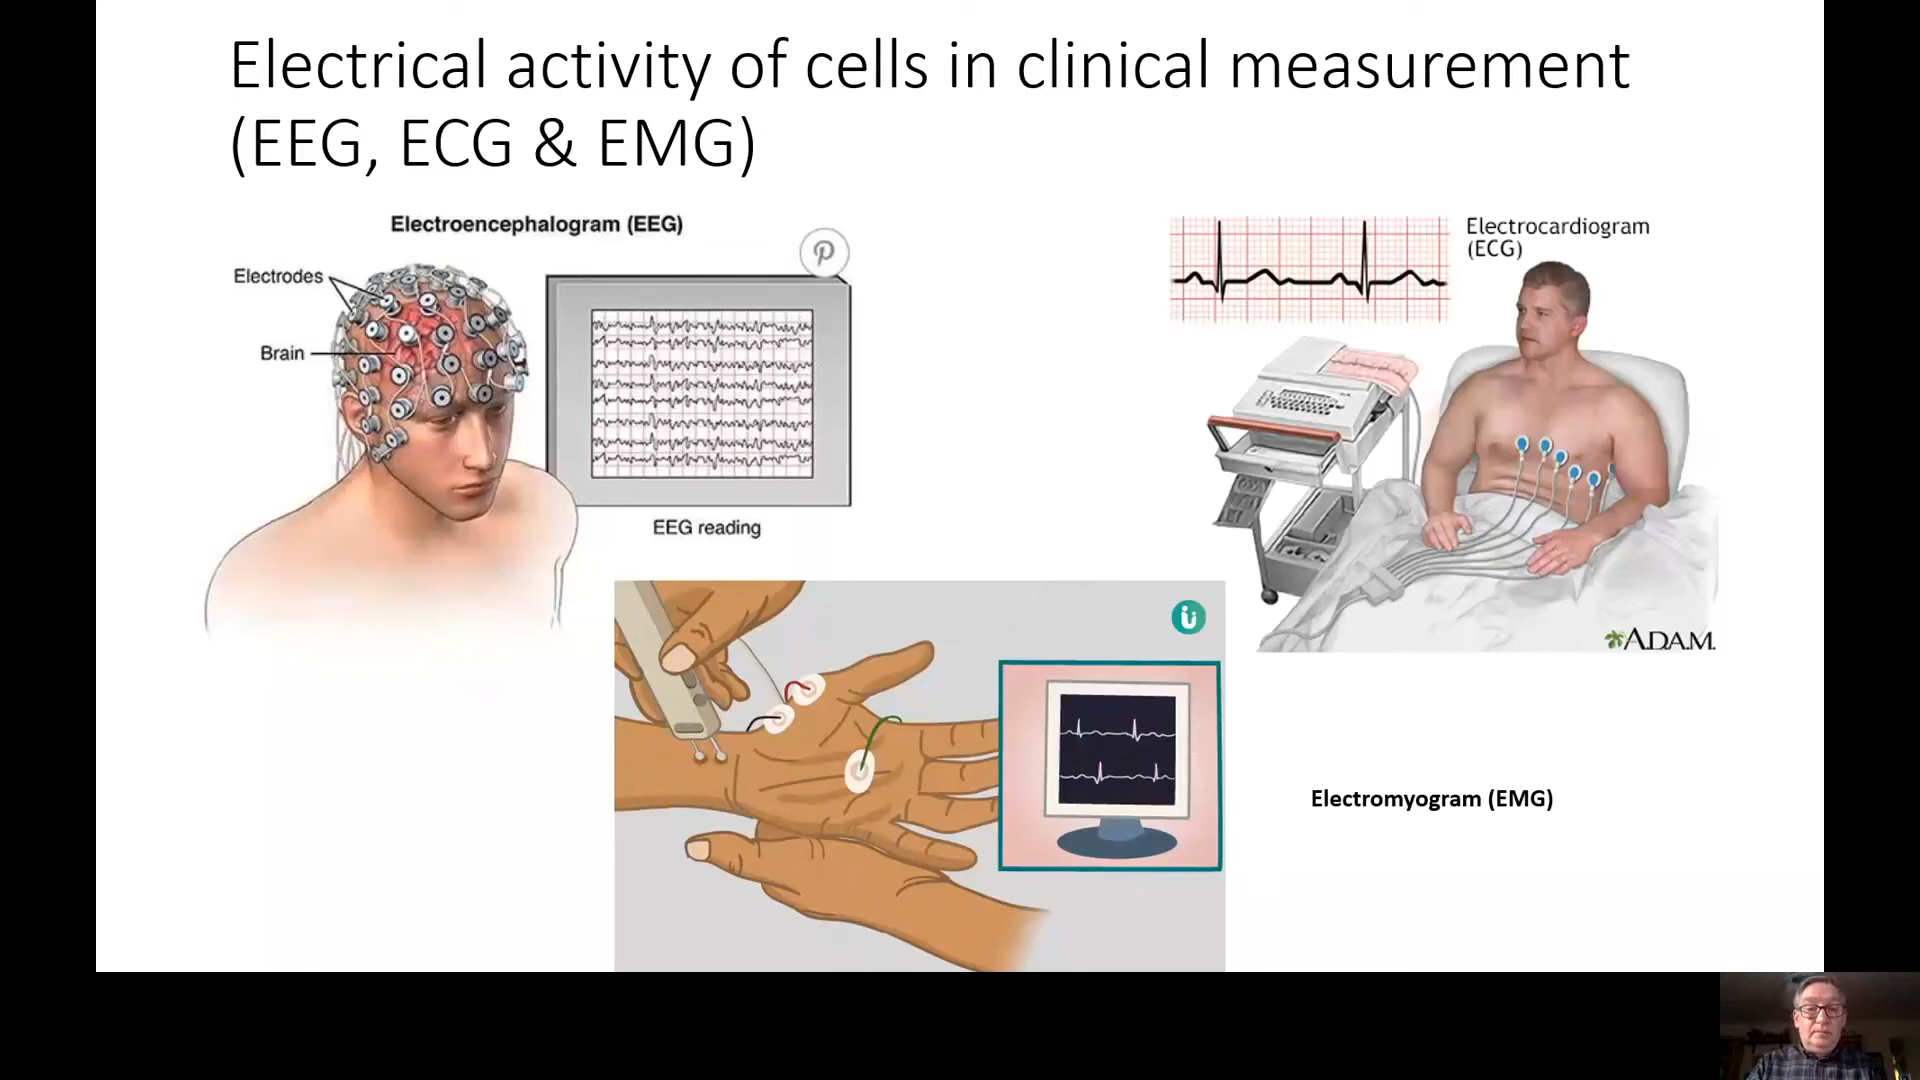 Electrical activity of cells in clinical measurement
(EEG, ECG & EMG)
Electroencephalogram (EEG)
Electrodes
Brain
EEG reading
Electrocardiogram
(ECG)
A.D.A.M.
Electromyogram (EMG)